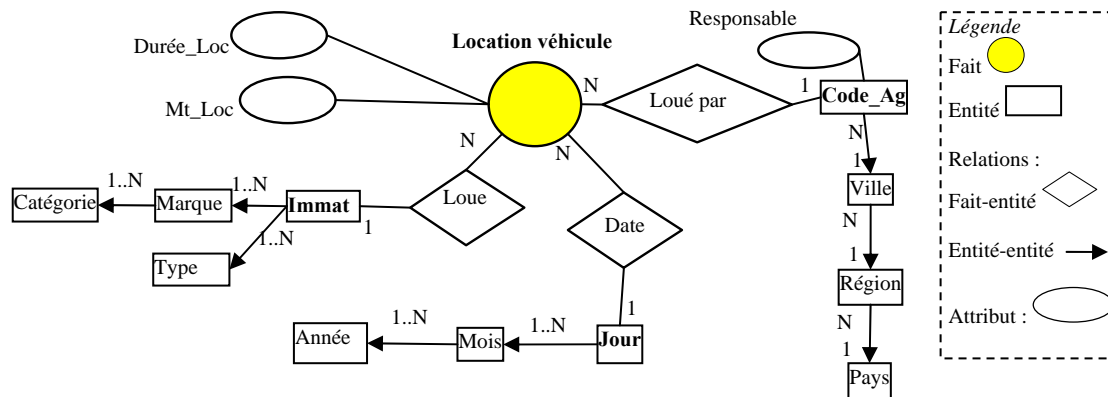 Responsable
Durée_Loc
Location véhicule
Mt_Loc
N
Loué par
1
Code_Ag
N
N
N
1
Ville
Loue
Date
1..N
1..N
Catégorie
Marque
Immat
1
1..N
Type
N
1
Région
1
1..N
1..N
Année
Mois
Jour
N
1
Pays
Légende
Fait
Entité
Relations :
Fait-entité
Entité-entité
Attribut :